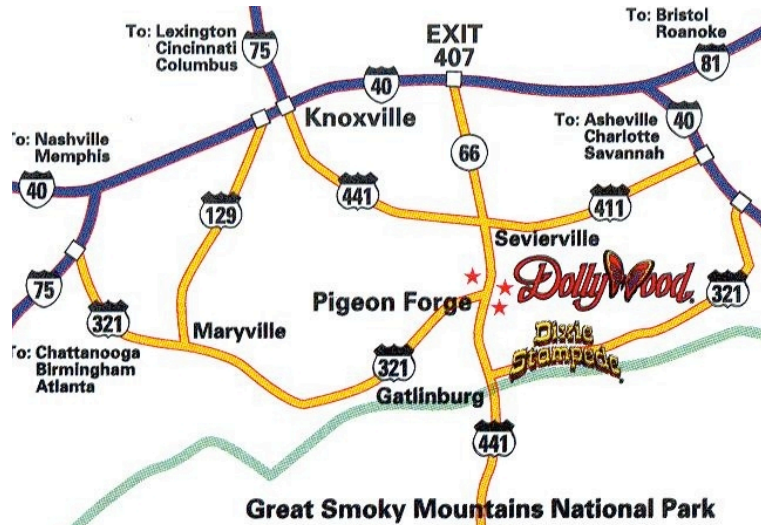 To: Lexington
Cincinnati
Columbus
75
EXIT
407
To: Bristol
Roanoke
81
40
Knoxville
To: Asheville
Charlotte
Savannah
40
To: Nashville
Memphis
40
66
129
441
411
Sevierville
75
DollyWood
321
Pigeon Forge
321
Maryville
Dixie
Stampede
To: Chattanooga
Birmingham
Atlanta
321
Gatlinburg
441
Great Smoky Mountains National Park